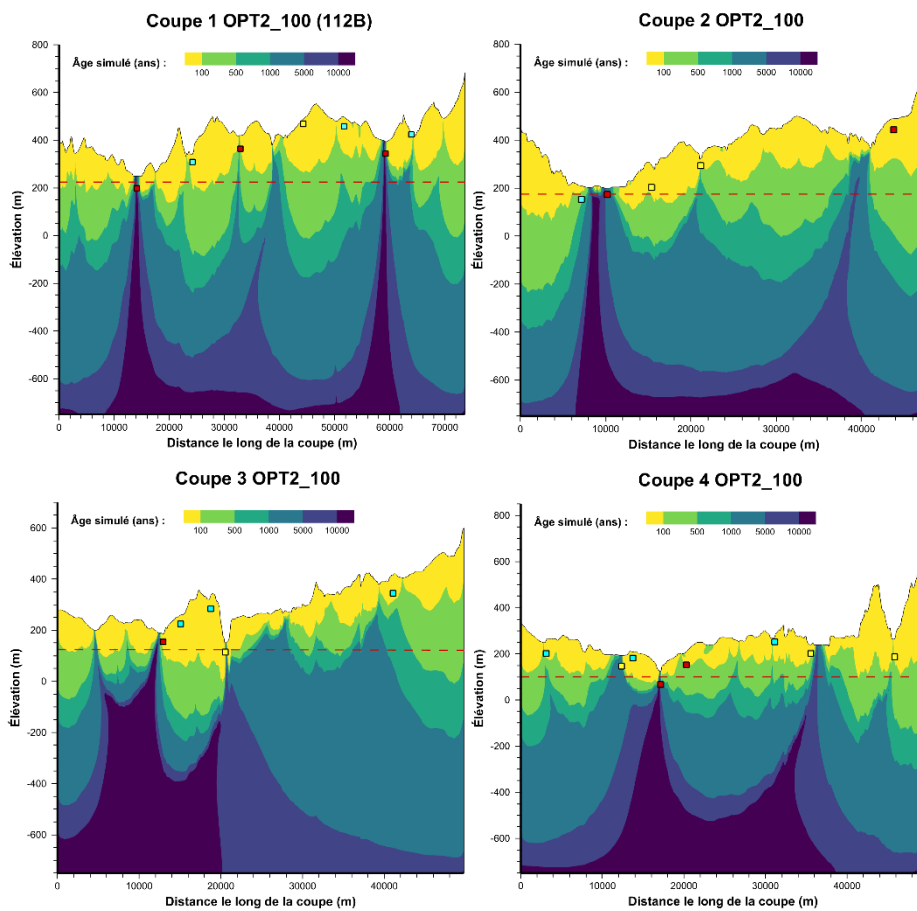 Coupe 1 OPT2_100 (112B)
Âge simulé (ans) :
100 500 1000 5000 10000
800
600
400
200
0
-200
-400
-600
Élévation (m)
0 10000 20000 30000 40000 50000 60000 70000
Distance le long de la coupe (m)
Coupe 2 OPT2_100
Âge simulé (ans) :
100 500 1000 5000 10000
800
600
400
200
0
-200
-400
-600
Élévation (m)
0 10000 20000 30000 40000
Distance le long de la coupe (m)
Coupe 3 OPT2_100
Âge simulé (ans) :
100 500 1000 5000 10000
600
400
200
0
-200
-400
-600
Élévation (m)
0 10000 20000 30000 40000
Distance le long de la coupe (m)
Coupe 4 OPT2_100
Âge simulé (ans) :
100 500 1000 5000 10000
800
600
400
200
0
-200
-400
-600
Élévation (m)
0 10000 20000 30000 40000
Distance le long de la coupe (m)